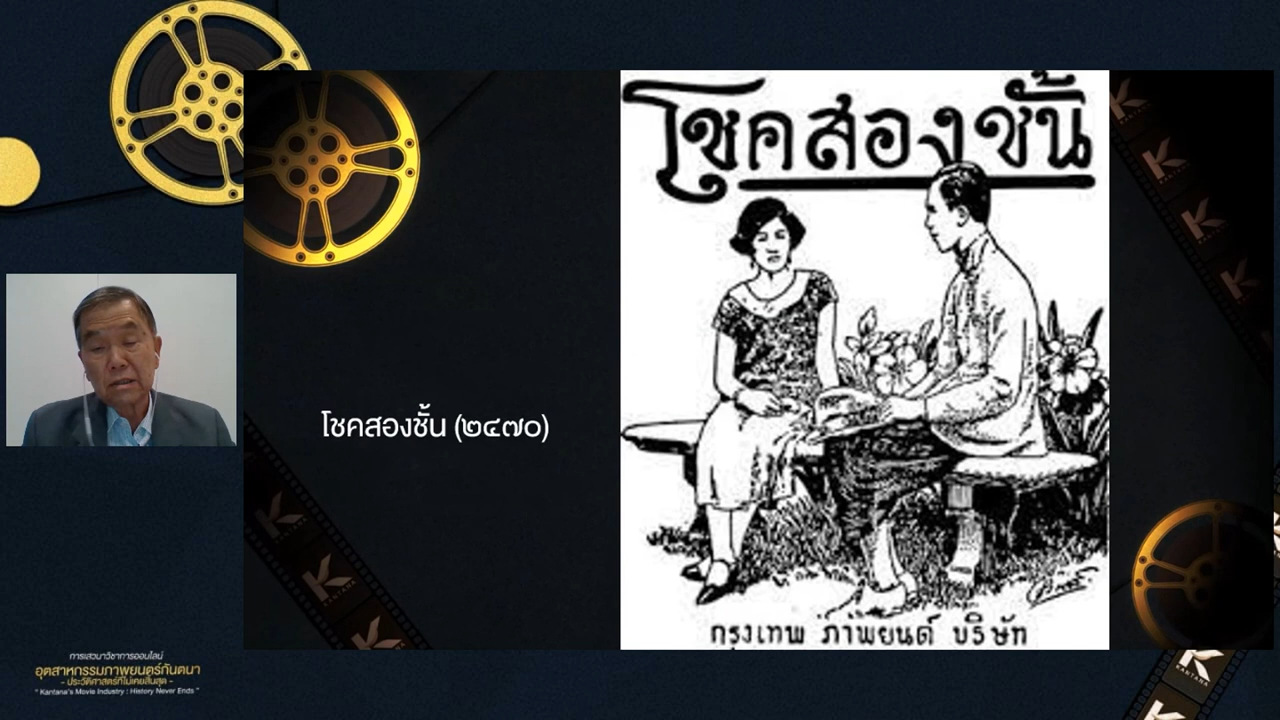 โชคสองชั้น
โชคสองชั้น (๒๔๗๐)
กรุงเทพ ภาพยนต์ บริษัท
การเสวนาวิชาการออนไลน์
อุตสาหกรรมภาพยนตร์กันตนา
- ประวัติศาสตร์ที่ไม่เคยสิ้นสุด -
" Kantana's Movie Industry : History Never Ends "
KANTANA
KANTANA
KANTANA